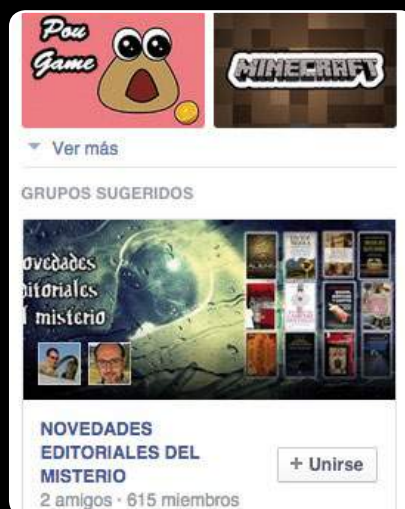 Pou
Game
MINECRAFT
Ver más
GRUPOS SUGERIDOS
ovedades
itoriales
l misterio
NOVEDADES
EDITORIALES DEL
MISTERIO
+ Unirse
2 amigos · 615 miembros